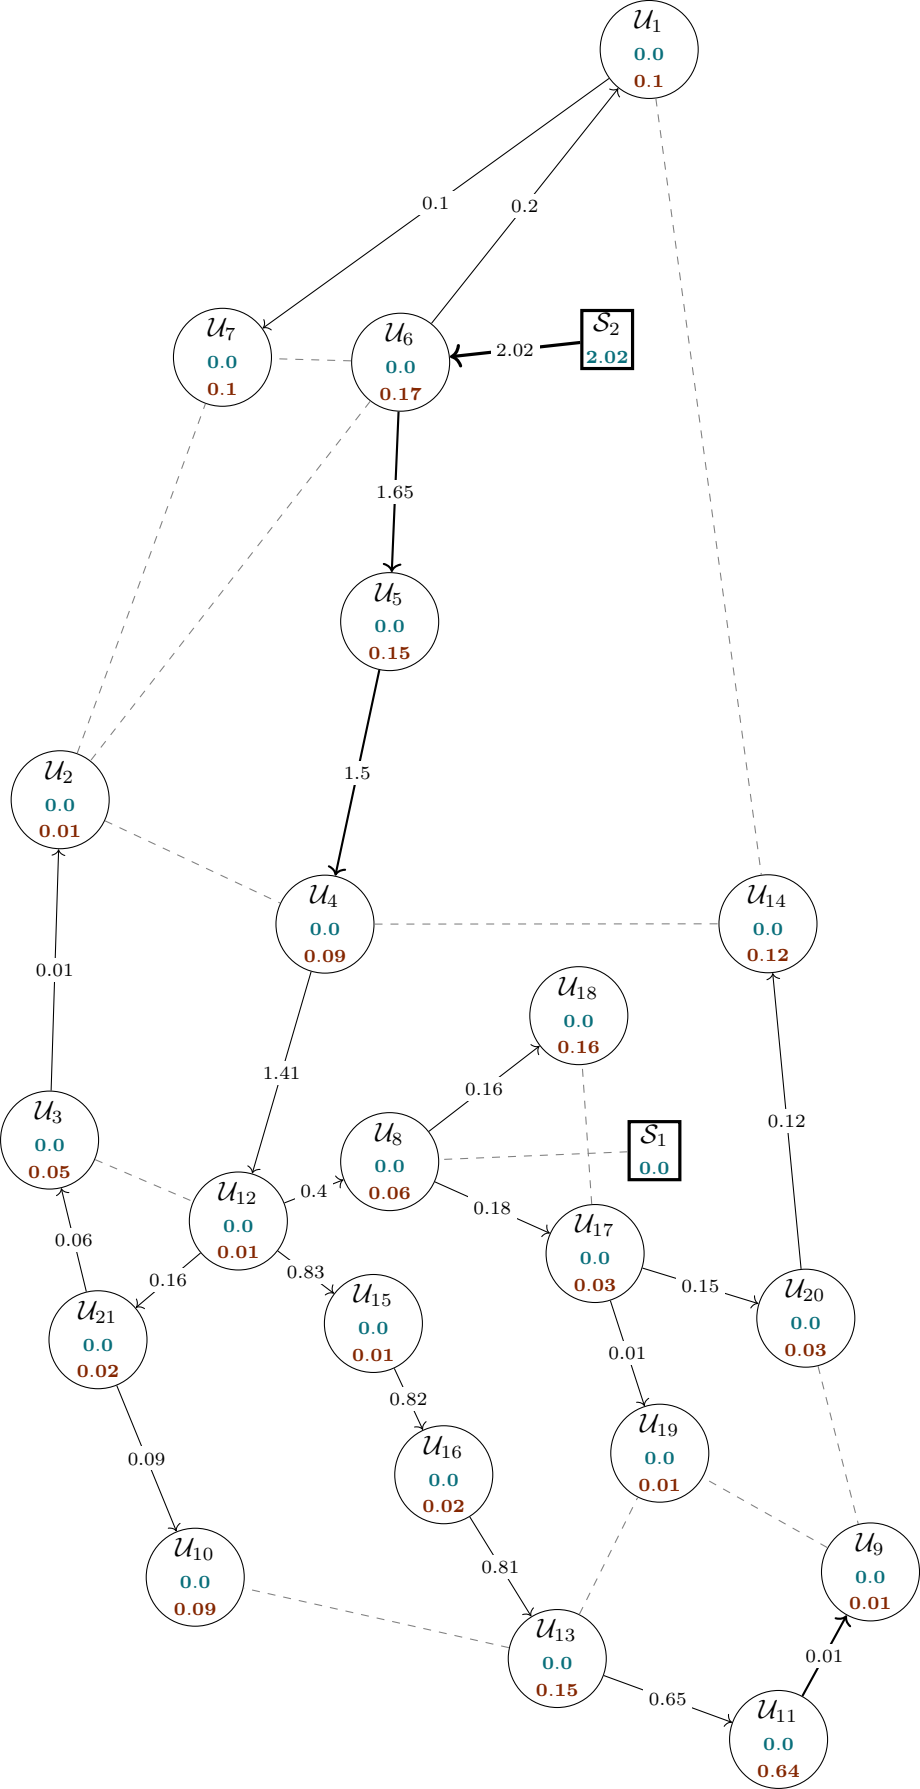 𝒰₁
0.0
0.1
0.1
0.2
𝒰₇
0.0
0.1
𝒰₆
0.0
0.17
2.02
𝒮₂
2.02
1.65
𝒰₅
0.0
0.15
1.5
𝒰₂
0.0
0.01
𝒰₄
0.0
0.09
𝒰₁₄
0.0
0.12
0.01
𝒰₁₈
0.0
0.16
1.41
0.16
0.12
𝒰₃
0.0
0.05
𝒰₈
0.0
0.06
𝒮₁
0.0
𝒰₁₂
0.0
0.01
0.4
0.18
𝒰₁₇
0.0
0.03
0.06
0.16
0.83
0.15
𝒰₂₀
0.0
0.03
𝒰₂₁
0.0
0.02
𝒰₁₅
0.0
0.01
0.01
0.82
𝒰₁₉
0.0
0.01
0.09
𝒰₁₆
0.0
0.02
𝒰₁₀
0.0
0.09
0.81
𝒰₉
0.0
0.01
𝒰₁₃
0.0
0.15
0.01
0.65
𝒰₁₁
0.0
0.64